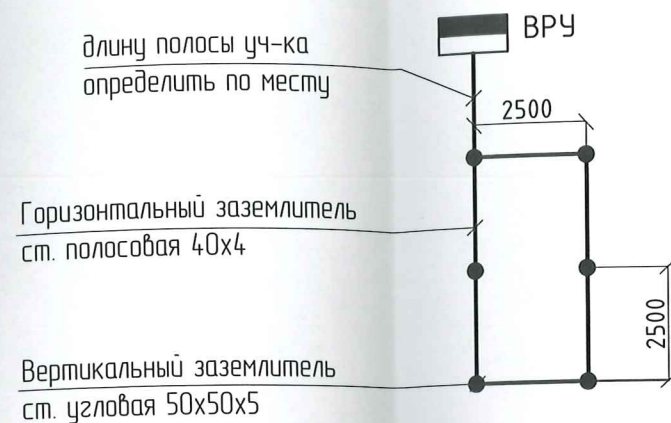 длину полосы уч-ка
определить по месту
ВРУ
2500
Горизонтальный заземлитель
ст. полосовая 40х4
2500
Вертикальный заземлитель
ст. угловая 50х50х5